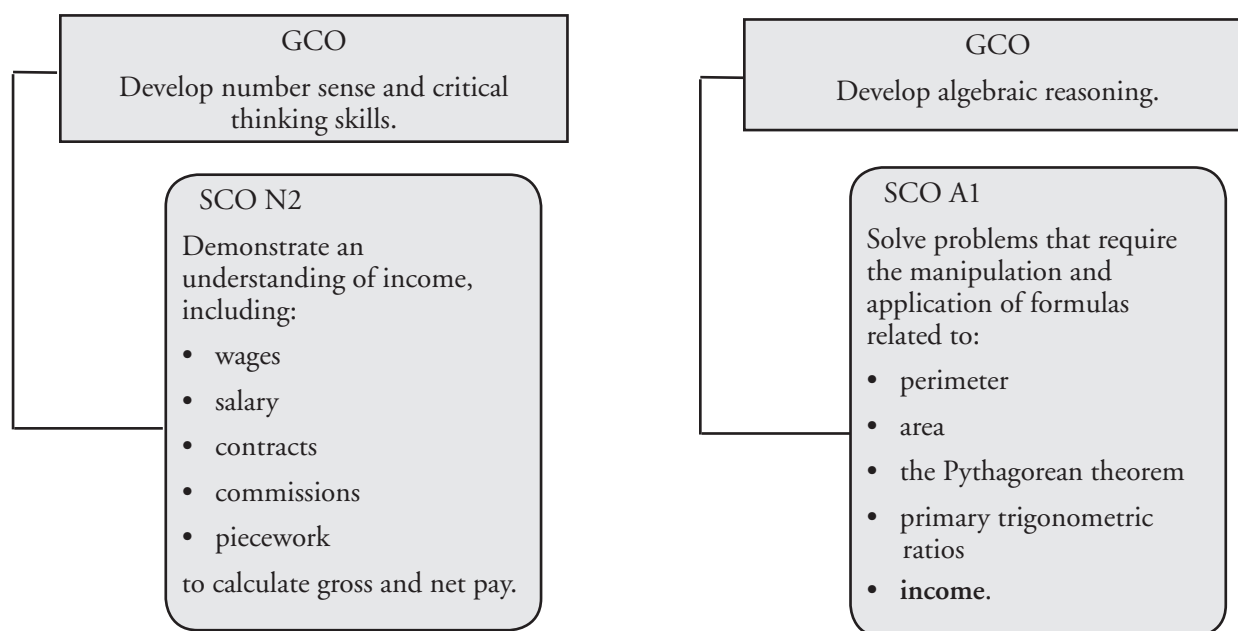 GCO
Develop number sense and critical
thinking skills.
SCO N2
Demonstrate an
understanding of income,
including:
• wages
• salary
• contracts
• commissions
• piecework
to calculate gross and net pay.
GCO
Develop algebraic reasoning.
SCO A1
Solve problems that require
the manipulation and
application of formulas
related to:
• perimeter
• area
• the Pythagorean theorem
• primary trigonometric
ratios
• income.